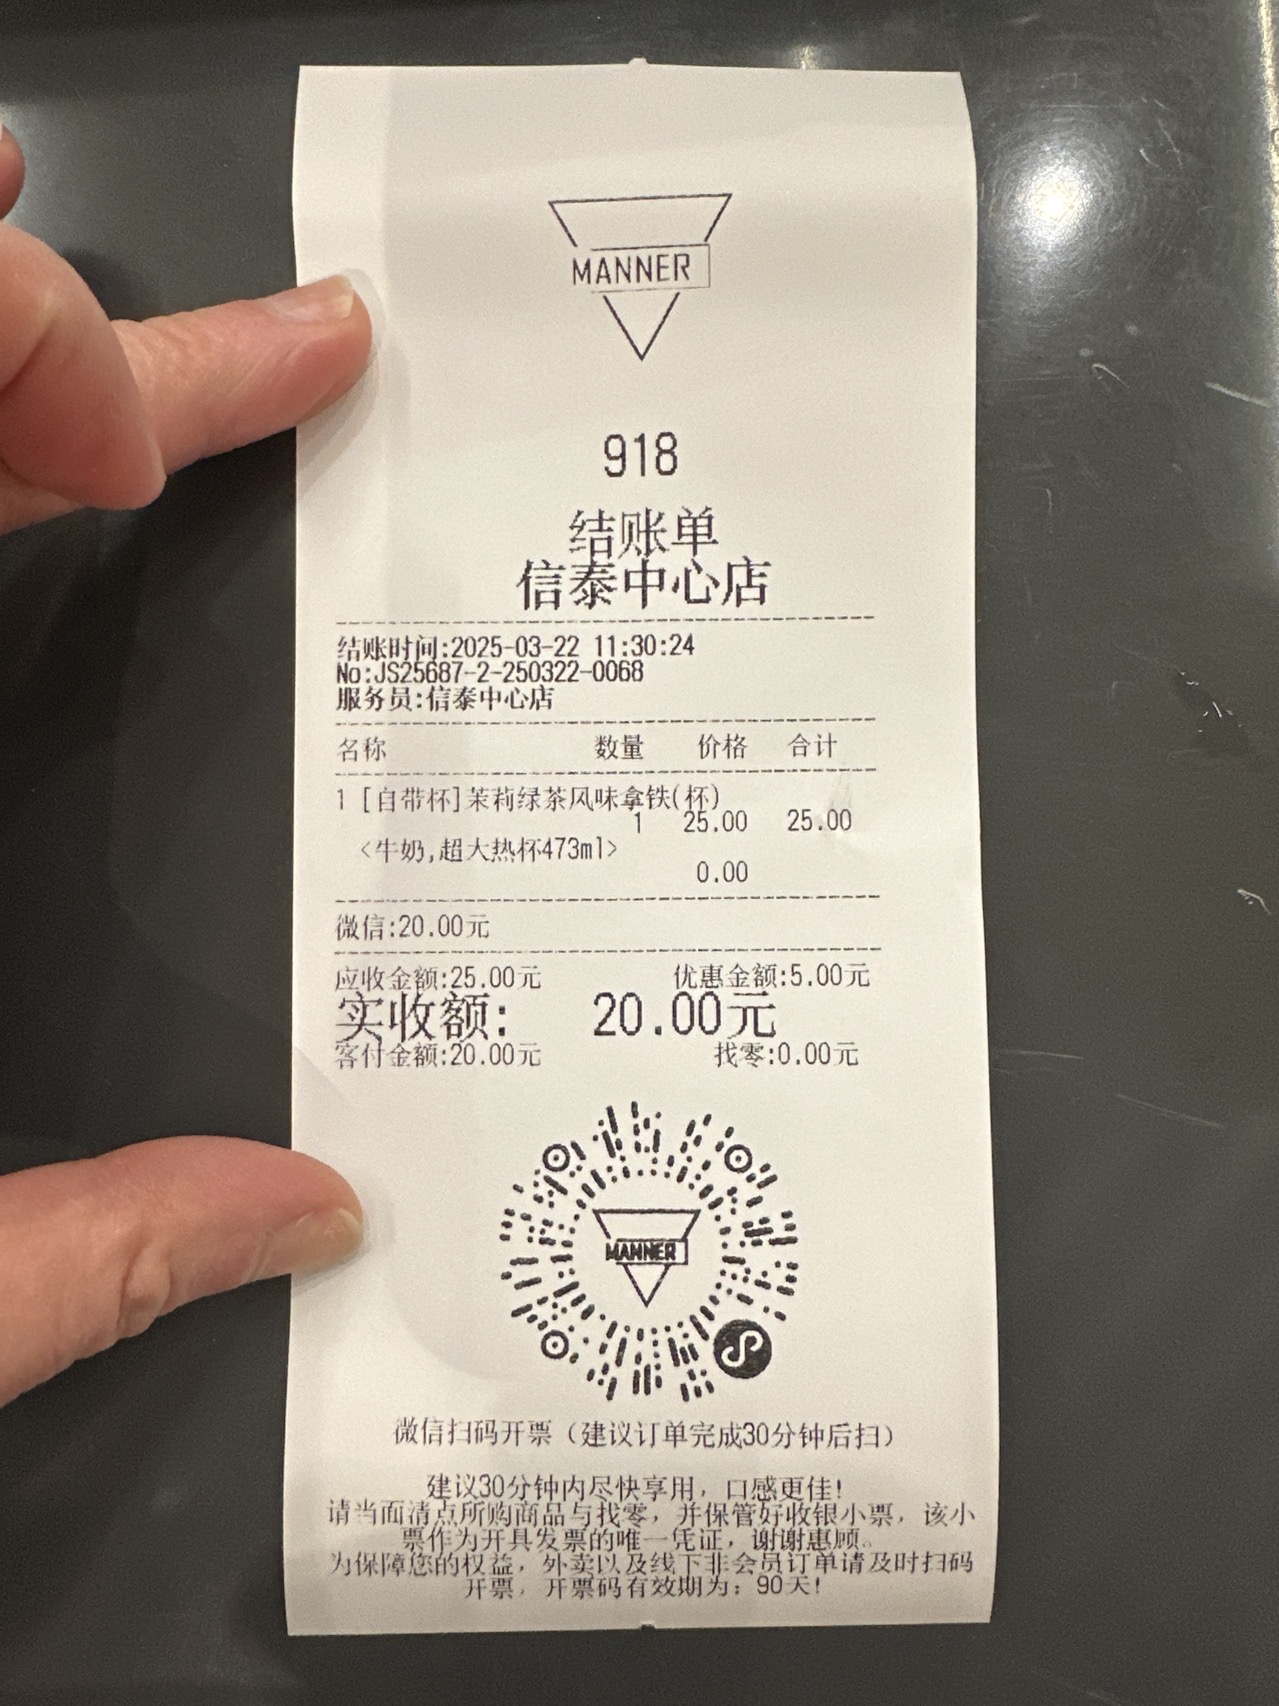 MANNER
918
结账单
信泰中心店
结账时间:2025-03-22 11:30:24
No:JS25687-2-250322-0068
服务员:信泰中心店
名称 数量 价格 合计
1 [自带杯]茉莉绿茶风味拿铁(杯)
1 25.00 25.00
<牛奶,超大热杯473ml>
0.00
微信:20.00元
应收金额:25.00元 优惠金额:5.00元
实收额: 20.00元
客付金额:20.00元 找零:0.00元
MANNER
微信扫码开票（建议订单完成30分钟后扫）
建议30分钟内尽快享用，口感更佳!
请当面清点所购商品与找零，并保管好收银小票，该小
票作为开具发票的唯一凭证，谢谢惠顾。
为保障您的权益，外卖以及线下非会员订单请及时扫码
开票，开票码有效期为：90天!